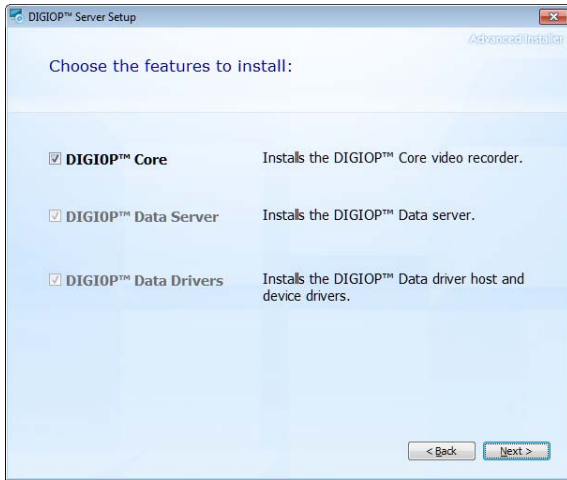 DIGIOP™ Server Setup
Advanced Installer
Choose the features to install:
DIGIOP™ Core
Installs the DIGIOP™ Core video recorder.
DIGIOP™ Data Server
Installs the DIGIOP™ Data server.
DIGIOP™ Data Drivers
Installs the DIGIOP™ Data driver host and
device drivers.
< Back
Next >